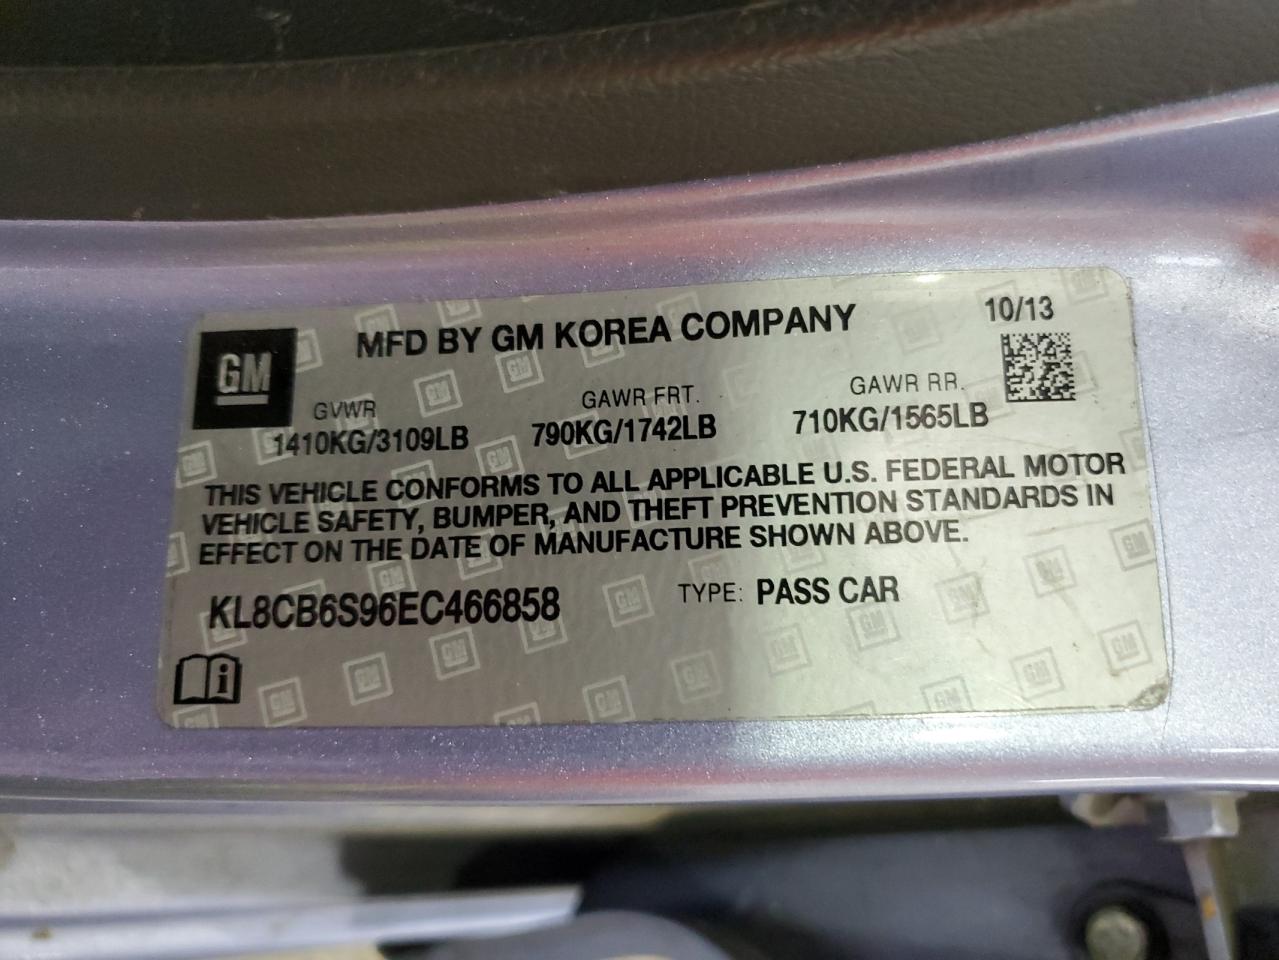 GM
MFD BY GM KOREA COMPANY
10/13
GVWR
1410KG/3109LB
GAWR FRT.
790KG/1742LB
GAWR RR.
710KG/1565LB
THIS VEHICLE CONFORMS TO ALL APPLICABLE U.S. FEDERAL MOTOR
VEHICLE SAFETY, BUMPER, AND THEFT PREVENTION STANDARDS IN
EFFECT ON THE DATE OF MANUFACTURE SHOWN ABOVE.
KL8CB6S96EC466858
TYPE: PASS CAR
i